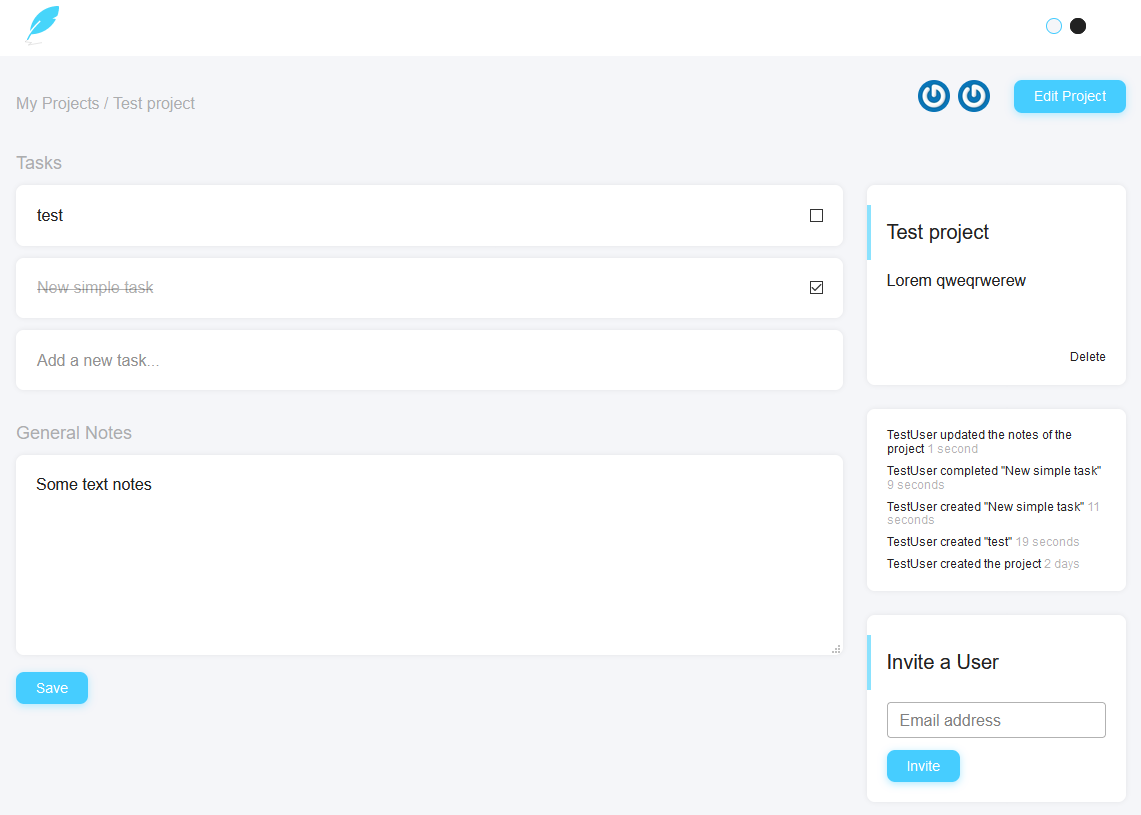 My Projects / Test project
Edit Project
Tasks
test
New simple task
Add a new task...
General Notes
Some text notes
Save
Test project
Lorem qweqrwerew
Delete
TestUser updated the notes of the
project 1 second
TestUser completed "New simple task"
9 seconds
TestUser created "New simple task" 11
seconds
TestUser created "test" 19 seconds
TestUser created the project 2 days
Invite a User
Email address
Invite